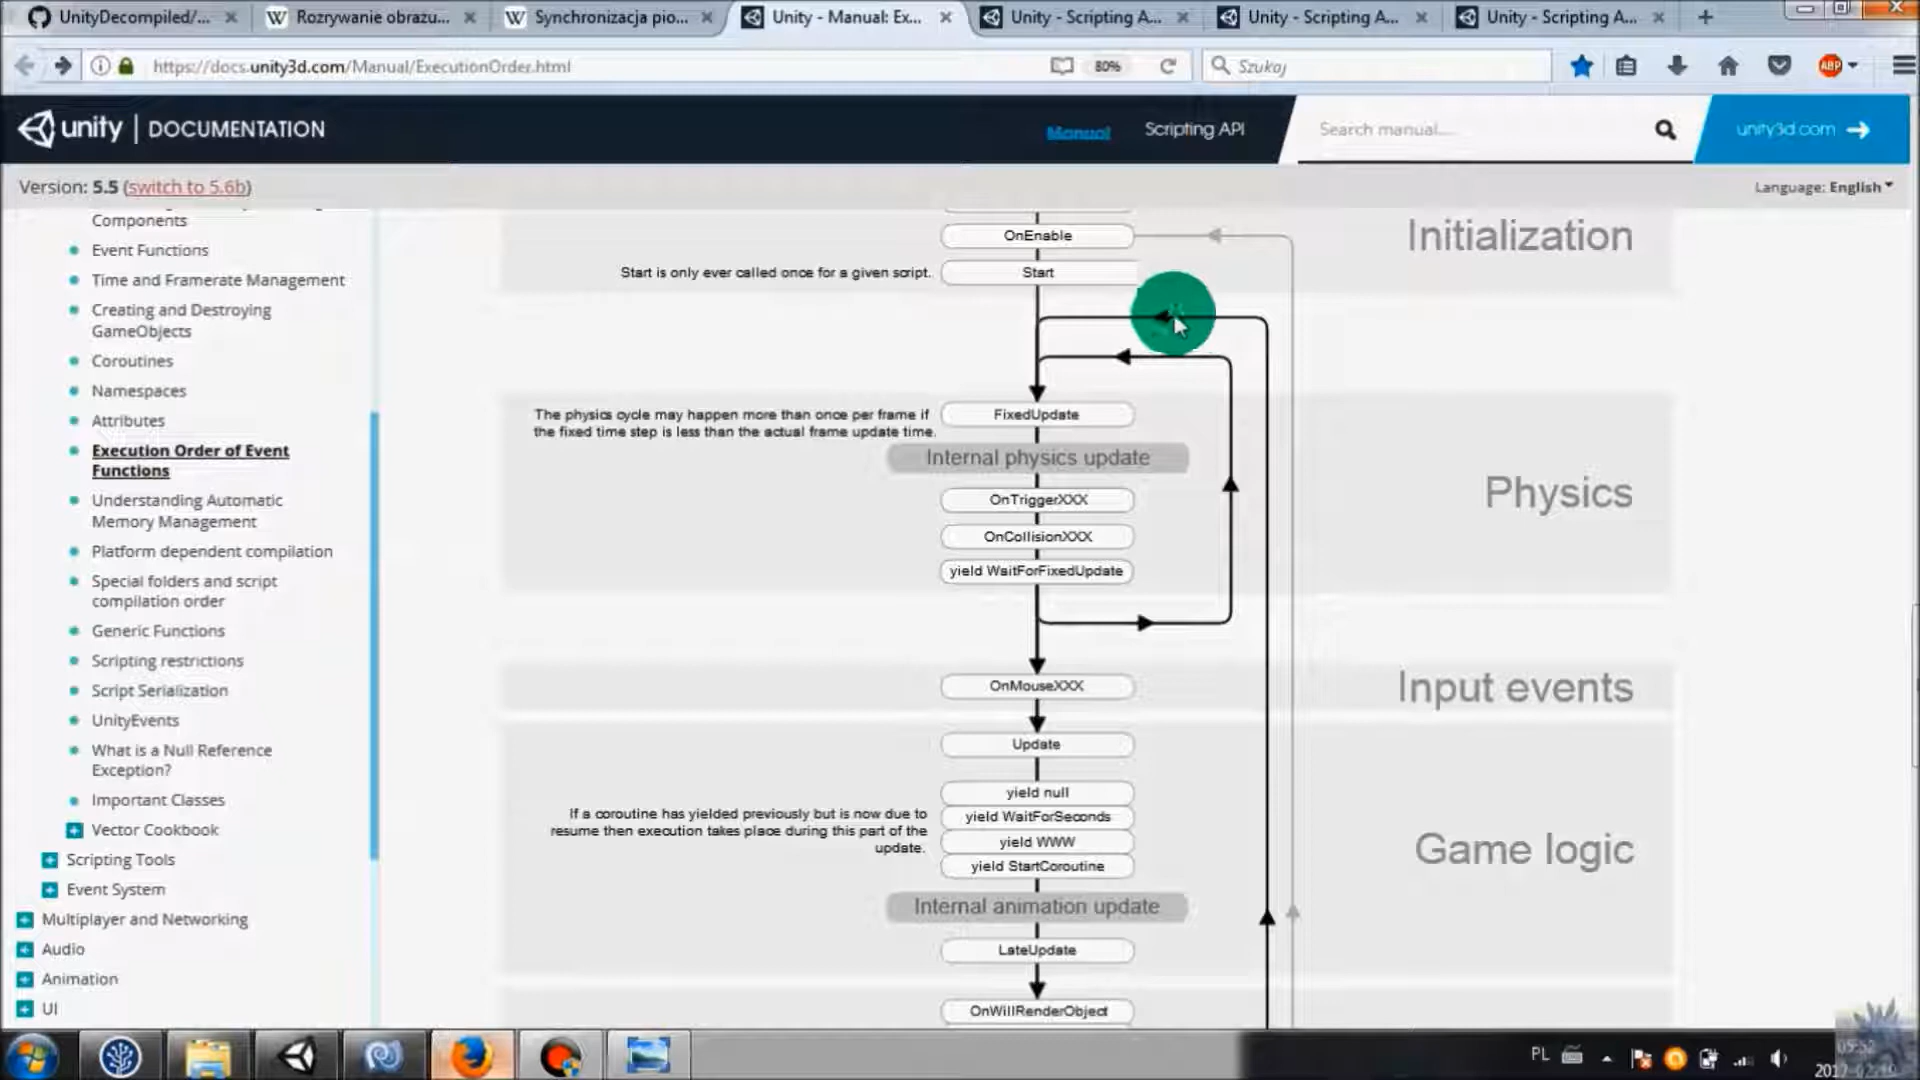 UnityDecompiled/...
Rozrywanie obrazu...
Synchronizacja pio...
Unity - Manual: Ex...
Unity - Scripting A...
Unity - Scripting A...
Unity - Scripting A...
https://docs.unity3d.com/Manual/ExecutionOrder.html
80%
Szukaj
ABP
unity | DOCUMENTATION
Manual
Scripting API
Search manual...
unity3d.com
Version: 5.5 (switch to 5.6b)
Language: English
Components
Event Functions
Time and Framerate Management
Creating and Destroying
GameObjects
Coroutines
Namespaces
Attributes
Execution Order of Event
Functions
Understanding Automatic
Memory Management
Platform dependent compilation
Special folders and script
compilation order
Generic Functions
Scripting restrictions
Script Serialization
UnityEvents
What is a Null Reference
Exception?
Important Classes
Vector Cookbook
Scripting Tools
Event System
Multiplayer and Networking
Audio
Animation
UI
OnEnable
Initialization
Start is only ever called once for a given script.
Start
The physics cycle may happen more than once per frame if
the fixed time step is less than the actual frame update time.
FixedUpdate
Internal physics update
OnTriggerXXX
Physics
OnCollisionXXX
yield WaitForFixedUpdate
OnMouseXXX
Input events
Update
yield null
If a coroutine has yielded previously but is now due to
resume then execution takes place during this part of the
update.
yield WaitForSeconds
yield WWW
yield StartCoroutine
Game logic
Internal animation update
LateUpdate
OnWillRenderObject
PL
05:52